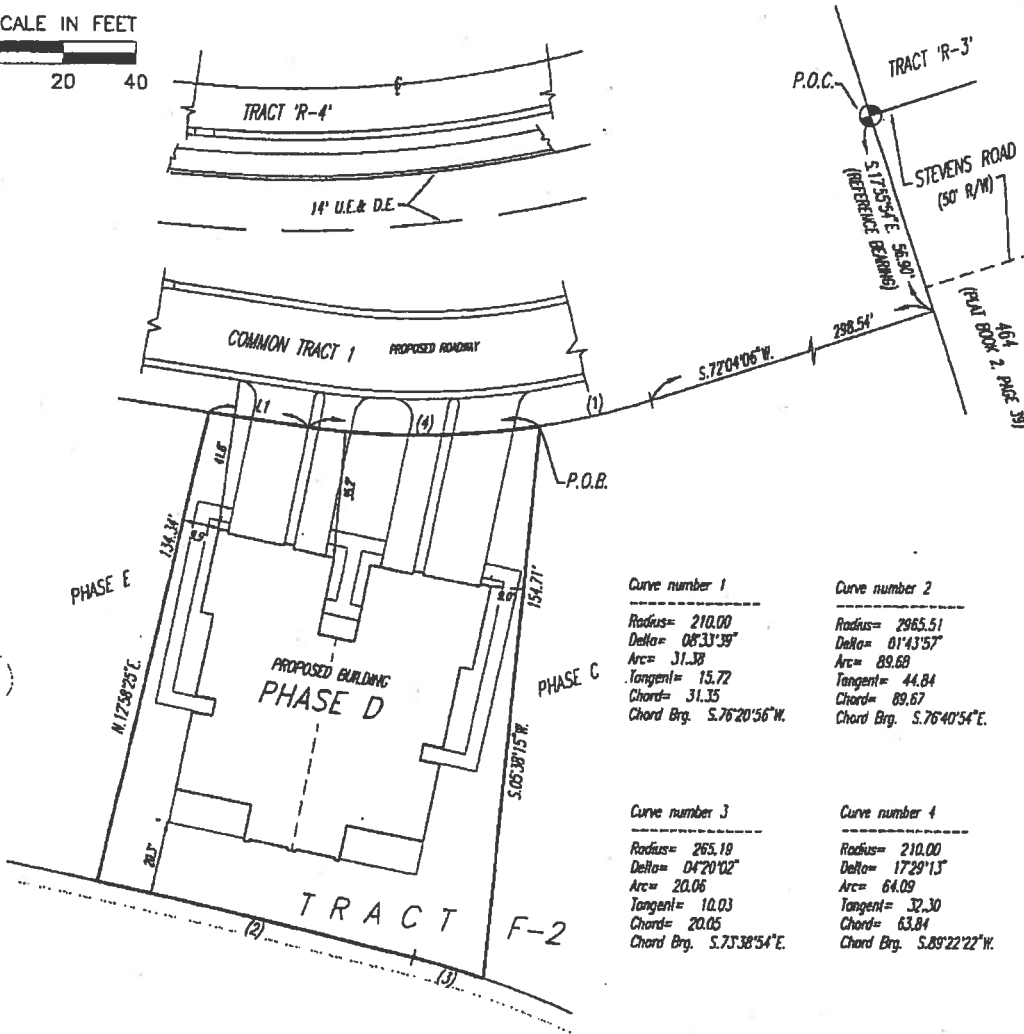 CALE IN FEET
20 40
TRACT 'R-4'
14' U.E.& D.E.
COMMON TRACT 1 PROPOSED ROADWAY
P.O.C.
TRACT 'R-3'
STEVENS ROAD
(50' R/W)
S.17°55'54"E. 56.90'
(REFERENCE BEARING)
464
(PLAT BOOK 2, PAGE 39)
298.54'
S.72°04'06"W.
(1)
L1
(4)
P.O.B.
134.34'
N.12°58'25"E.
154.71'
S.05°38'15"W.
PHASE E
PHASE C
PROPOSED BUILDING
PHASE D
20.3'
TRACT F-2
(2)
(3)
Curve number 1
Radius= 210.00
Delta= 08°33'39"
Arc= 31.38
Tangent= 15.72
Chord= 31.35
Chord Brg. S.76°20'56"W.
Curve number 2
Radius= 2965.51
Delta= 01°43'57"
Arc= 89.68
Tangent= 44.84
Chord= 89.67
Chord Brg. S.76°40'54"E.
Curve number 3
Radius= 265.19
Delta= 04°20'02"
Arc= 20.06
Tangent= 10.03
Chord= 20.05
Chord Brg. S.73°38'54"E.
Curve number 4
Radius= 210.00
Delta= 17°29'13"
Arc= 64.09
Tangent= 32.30
Chord= 63.84
Chord Brg. S.89°22'22"W.